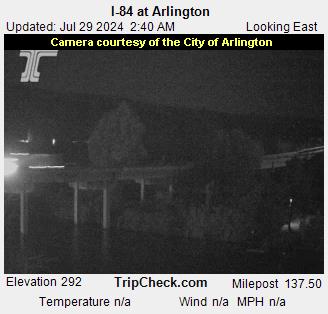 I-84 at Arlington
Updated: Jul 29 2024 2:40 AM Looking East
Camera courtesy of the City of Arlington
Elevation 292 TripCheck.com Milepost 137.50
Temperature n/a Wind n/a MPH n/a